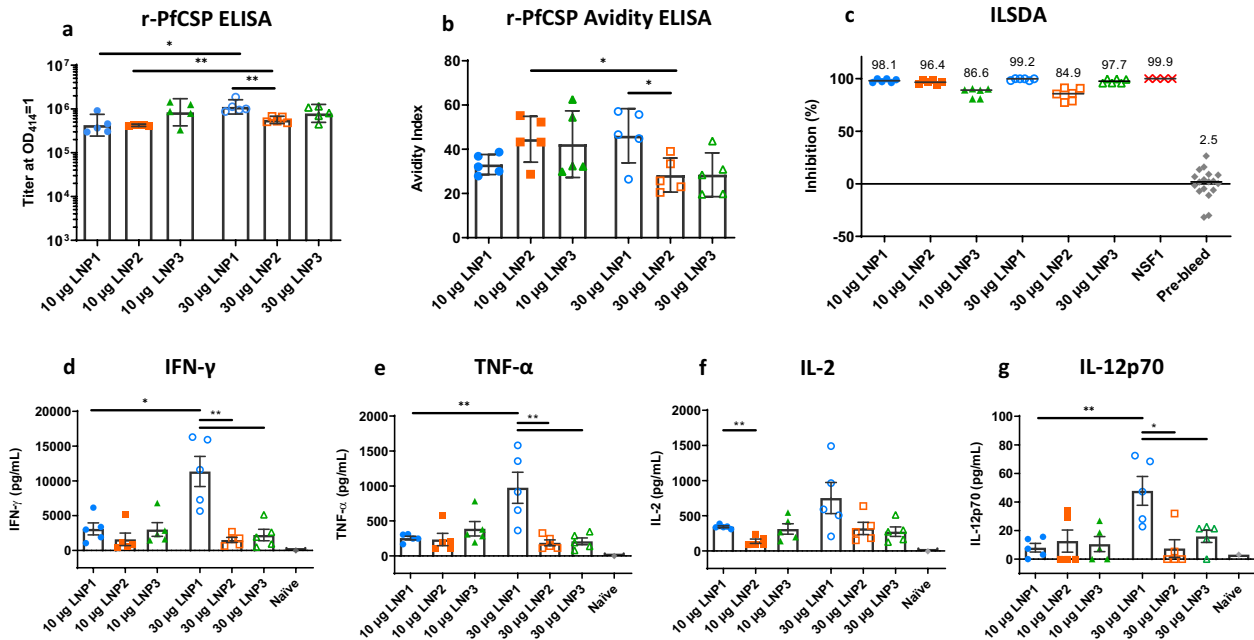 a
r-PfCSP ELISA
Titer at OD414=1
10^7
10^6
10^5
10^4
10^3
*
**
**
10 µg LNP1
10 µg LNP2
10 µg LNP3
30 µg LNP1
30 µg LNP2
30 µg LNP3
b
r-PfCSP Avidity ELISA
Avidity Index
80
60
40
20
0
*
*
10 µg LNP1
10 µg LNP2
10 µg LNP3
30 µg LNP1
30 µg LNP2
30 µg LNP3
c
ILSDA
Inhibition (%)
100
50
0
-50
98.1
96.4
86.6
99.2
84.9
97.7
99.9
2.5
10 µg LNP1
10 µg LNP2
10 µg LNP3
30 µg LNP1
30 µg LNP2
30 µg LNP3
NSF1
Pre-bleed
d
IFN-γ
IFN-γ (pg/mL)
20000
15000
10000
5000
0
*
**
10 µg LNP1
10 µg LNP2
10 µg LNP3
30 µg LNP1
30 µg LNP2
30 µg LNP3
Naïve
e
TNF-α
TNF-α (pg/mL)
2000
1500
1000
500
0
**
**
10 µg LNP1
10 µg LNP2
10 µg LNP3
30 µg LNP1
30 µg LNP2
30 µg LNP3
Naïve
f
IL-2
IL-2 (pg/mL)
2000
1500
1000
500
0
**
10 µg LNP1
10 µg LNP2
10 µg LNP3
30 µg LNP1
30 µg LNP2
30 µg LNP3
Naïve
g
IL-12p70
IL-12p70 (pg/mL)
100
80
60
40
20
0
**
*
10 µg LNP1
10 µg LNP2
10 µg LNP3
30 µg LNP1
30 µg LNP2
30 µg LNP3
Naïve